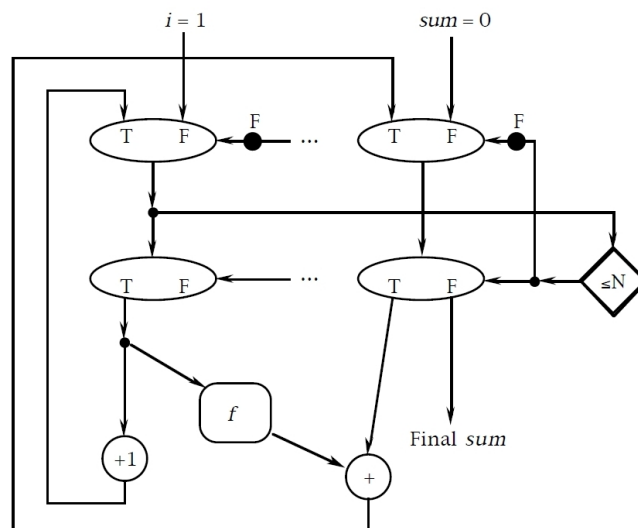 i = 1
sum = 0
T F
F
...
T F
F
T F
...
T F
≤N
f
Final sum
+1
+